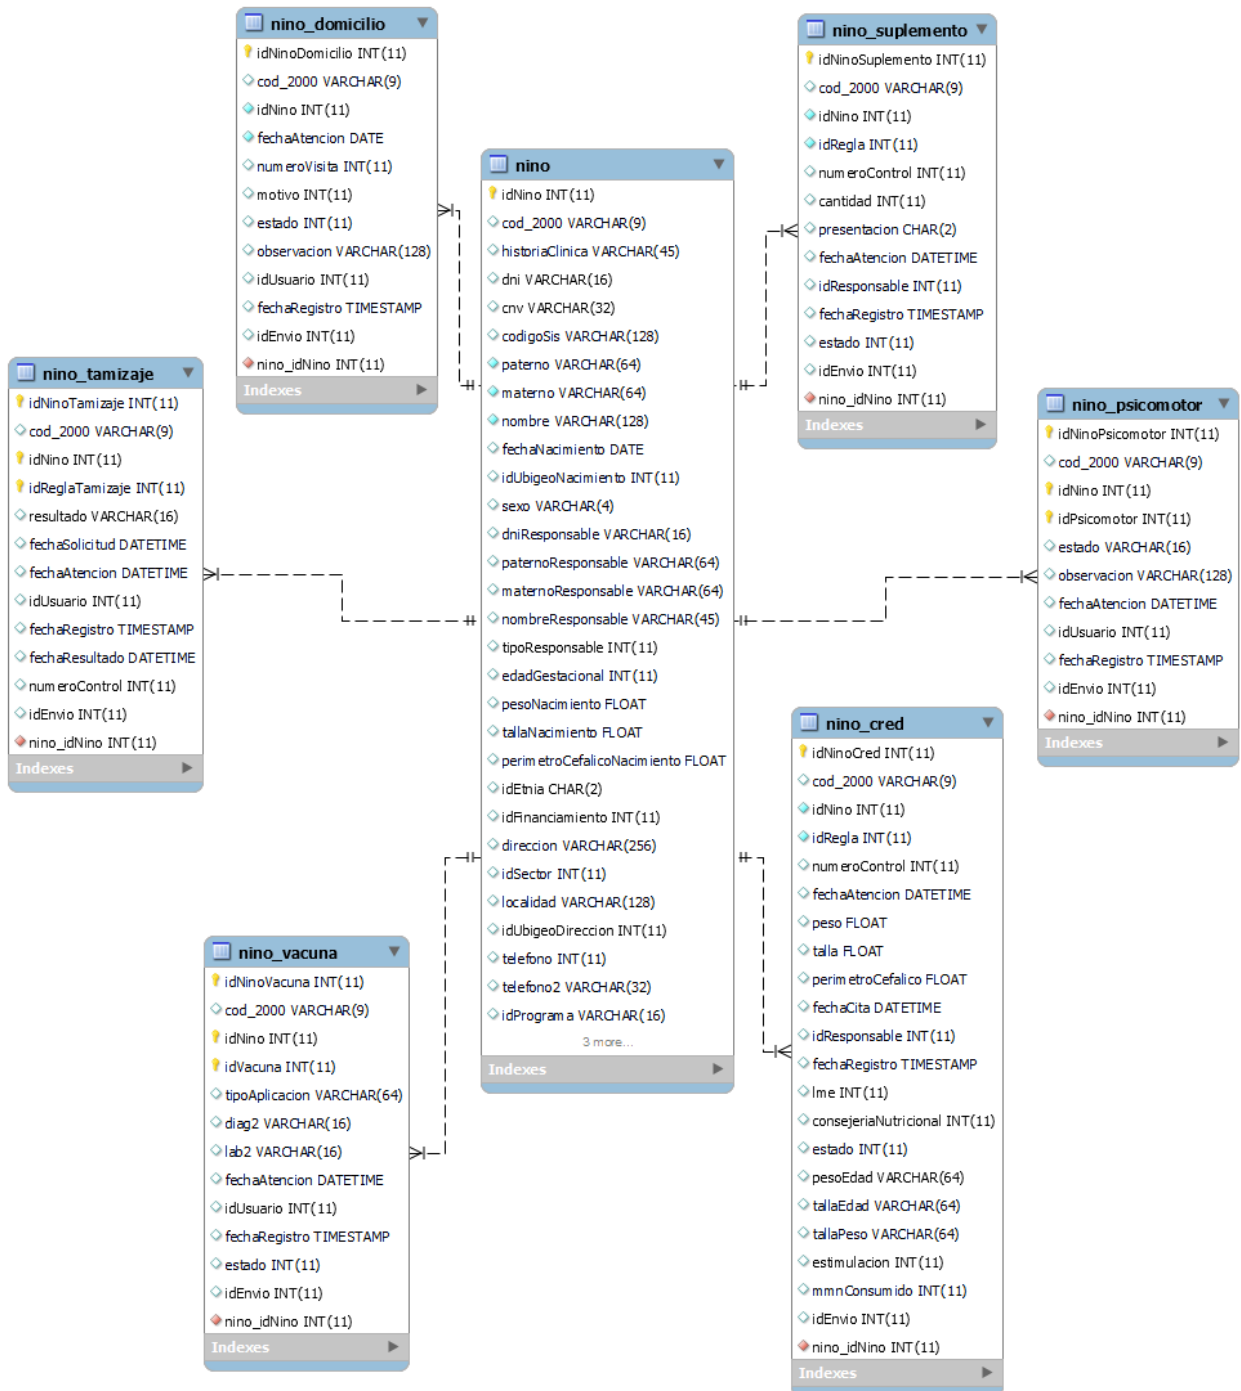 nino_domicilio
idNinoDomicilio INT(11)
cod_2000 VARCHAR(9)
idNino INT(11)
fechaAtencion DATE
numeroVisita INT(11)
motivo INT(11)
estado INT(11)
observacion VARCHAR(128)
idUsuario INT(11)
fechaRegistro TIMESTAMP
idEnvio INT(11)
nino_idNino INT(11)
Indexes
nino_suplemento
idNinoSuplemento INT(11)
cod_2000 VARCHAR(9)
idNino INT(11)
idRegla INT(11)
numeroControl INT(11)
cantidad INT(11)
presentacion CHAR(2)
fechaAtencion DATETIME
idResponsable INT(11)
fechaRegistro TIMESTAMP
estado INT(11)
idEnvio INT(11)
nino_idNino INT(11)
Indexes
nino
idNino INT(11)
cod_2000 VARCHAR(9)
historiaClinica VARCHAR(45)
dni VARCHAR(16)
cnv VARCHAR(32)
codigoSis VARCHAR(128)
paterno VARCHAR(64)
materno VARCHAR(64)
nombre VARCHAR(128)
fechaNacimiento DATE
idUbigeoNacimiento INT(11)
sexo VARCHAR(4)
dniResponsable VARCHAR(16)
paternoResponsable VARCHAR(64)
maternoResponsable VARCHAR(64)
nombreResponsable VARCHAR(45)
tipoResponsable INT(11)
edadGestacional INT(11)
pesoNacimiento FLOAT
tallaNacimiento FLOAT
perimetroCefalicoNacimiento FLOAT
idEtnia CHAR(2)
idFinanciamiento INT(11)
direccion VARCHAR(256)
idSector INT(11)
localidad VARCHAR(128)
idUbigeoDireccion INT(11)
telefono INT(11)
telefono2 VARCHAR(32)
idPrograma VARCHAR(16)
3 more...
Indexes
nino_tamizaje
idNinoTamizaje INT(11)
cod_2000 VARCHAR(9)
idNino INT(11)
idReglaTamizaje INT(11)
resultado VARCHAR(16)
fechaSolicitud DATETIME
fechaAtencion DATETIME
idUsuario INT(11)
fechaRegistro TIMESTAMP
fechaResultado DATETIME
numeroControl INT(11)
idEnvio INT(11)
nino_idNino INT(11)
Indexes
nino_psicomotor
idNinoPsicomotor INT(11)
cod_2000 VARCHAR(9)
idNino INT(11)
idPsicomotor INT(11)
estado VARCHAR(16)
observacion VARCHAR(128)
fechaAtencion DATETIME
idUsuario INT(11)
fechaRegistro TIMESTAMP
idEnvio INT(11)
nino_idNino INT(11)
Indexes
nino_cred
idNinoCred INT(11)
cod_2000 VARCHAR(9)
idNino INT(11)
idRegla INT(11)
numeroControl INT(11)
fechaAtencion DATETIME
peso FLOAT
talla FLOAT
perimetroCefalico FLOAT
fechaCita DATETIME
idResponsable INT(11)
fechaRegistro TIMESTAMP
lme INT(11)
consejeriaNutricional INT(11)
estado INT(11)
pesoEdad VARCHAR(64)
tallaEdad VARCHAR(64)
tallaPeso VARCHAR(64)
estimulacion INT(11)
mmnConsumido INT(11)
idEnvio INT(11)
nino_idNino INT(11)
Indexes
nino_vacuna
idNinoVacuna INT(11)
cod_2000 VARCHAR(9)
idNino INT(11)
idVacuna INT(11)
tipoAplicacion VARCHAR(64)
diag2 VARCHAR(16)
lab2 VARCHAR(16)
fechaAtencion DATETIME
idUsuario INT(11)
fechaRegistro TIMESTAMP
estado INT(11)
idEnvio INT(11)
nino_idNino INT(11)
Indexes